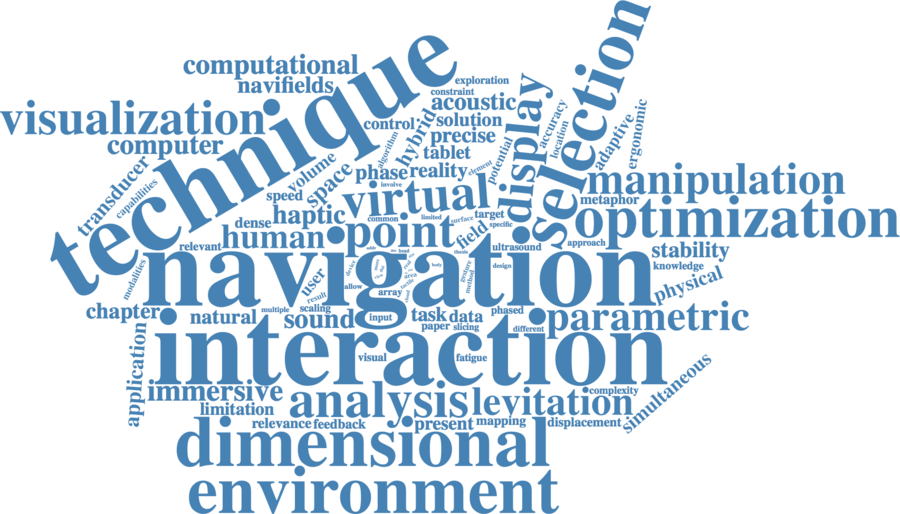 selection
technique
computational
navifields
exploration
constraint
acoustic
visualization
computer
control
hybrid
solution
precise
tablet
algorithm
display
potential
accuracy
location
adaptive
ergonomic
transducer
capabilities
volume
speed
space
phase
reality
element
involve
virtual
manipulation
metaphor
optimization
dense
haptic
common
limited
surface
target
specific
relevant
human
point
field
ultrasound
approach
stability
knowledge
physical
modalities
navigation
user
result
scaling
device
allow
array
area
body
design
gesture
method
chapter
natural
multiple
sound
input
task
data
phased
paper
slicing
different
parametric
application
interaction
visual
fatigue
immersive
complexity
simultaneous
limitation
analysis
levitation
relevance
feedback
present
mapping
displacement
dimensional
environment